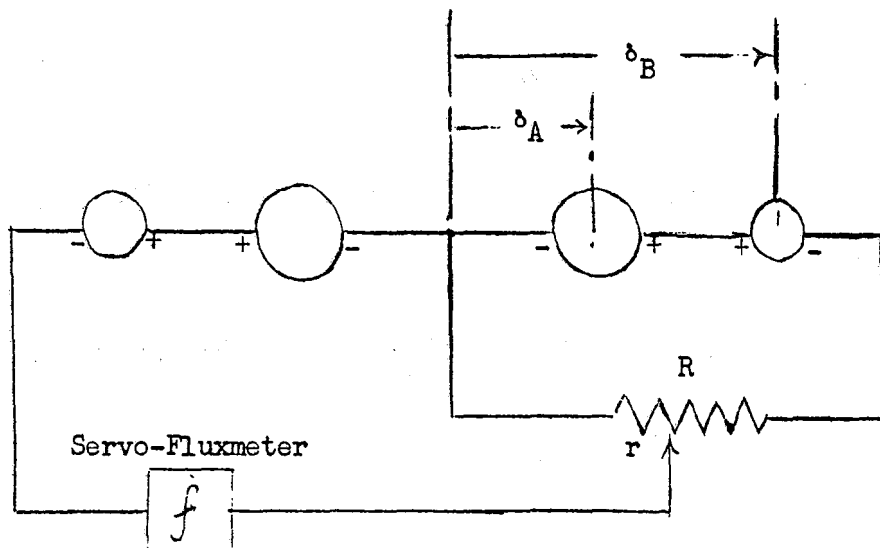 δB
δA
- + + - - + + -
R
r
Servo-Fluxmeter
f